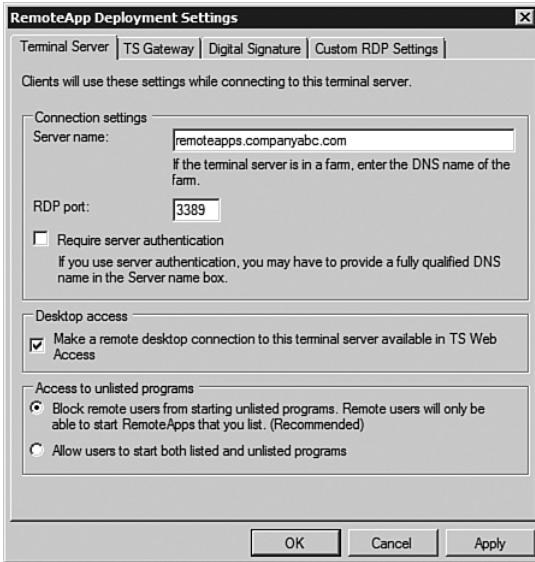 RemoteApp Deployment Settings
Terminal Server
TS Gateway
Digital Signature
Custom RDP Settings
Clients will use these settings while connecting to this terminal server.
Connection settings
Server name:
remoteapps.companyabc.com
If the terminal server is in a farm, enter the DNS name of the
farm.
RDP port:
3389
Require server authentication
If you use server authentication, you may have to provide a fully qualified DNS
name in the Server name box.
Desktop access
Make a remote desktop connection to this terminal server available in TS Web
Access
Access to unlisted programs
Block remote users from starting unlisted programs. Remote users will only be
able to start RemoteApps that you list. (Recommended)
Allow users to start both listed and unlisted programs
OK
Cancel
Apply